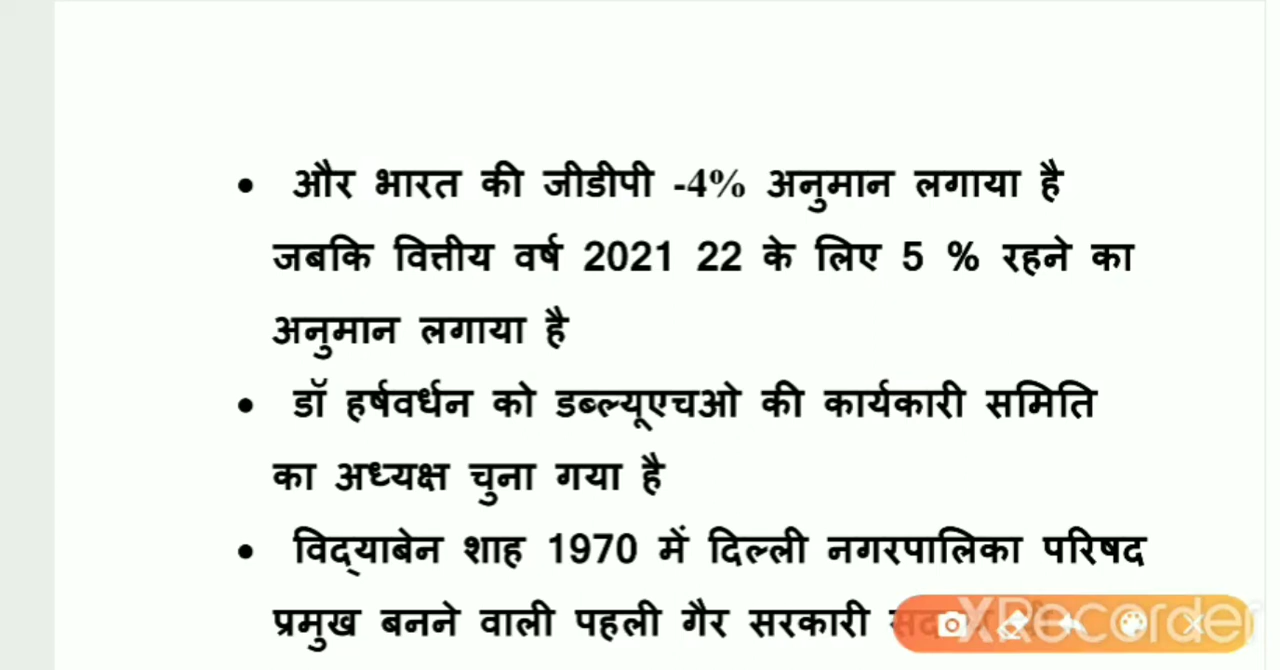 • और भारत की जीडीपी -4% अनुमान लगाया है
जबकि वित्तीय वर्ष 2021 22 के लिए 5 % रहने का
अनुमान लगाया है
• डॉ हर्षवर्धन को डब्ल्यूएचओ की कार्यकारी समिति
का अध्यक्ष चुना गया है
• विद्याबेन शाह 1970 में दिल्ली नगरपालिका परिषद
प्रमुख बनने वाली पहली गैर सरकारी
XRecorder